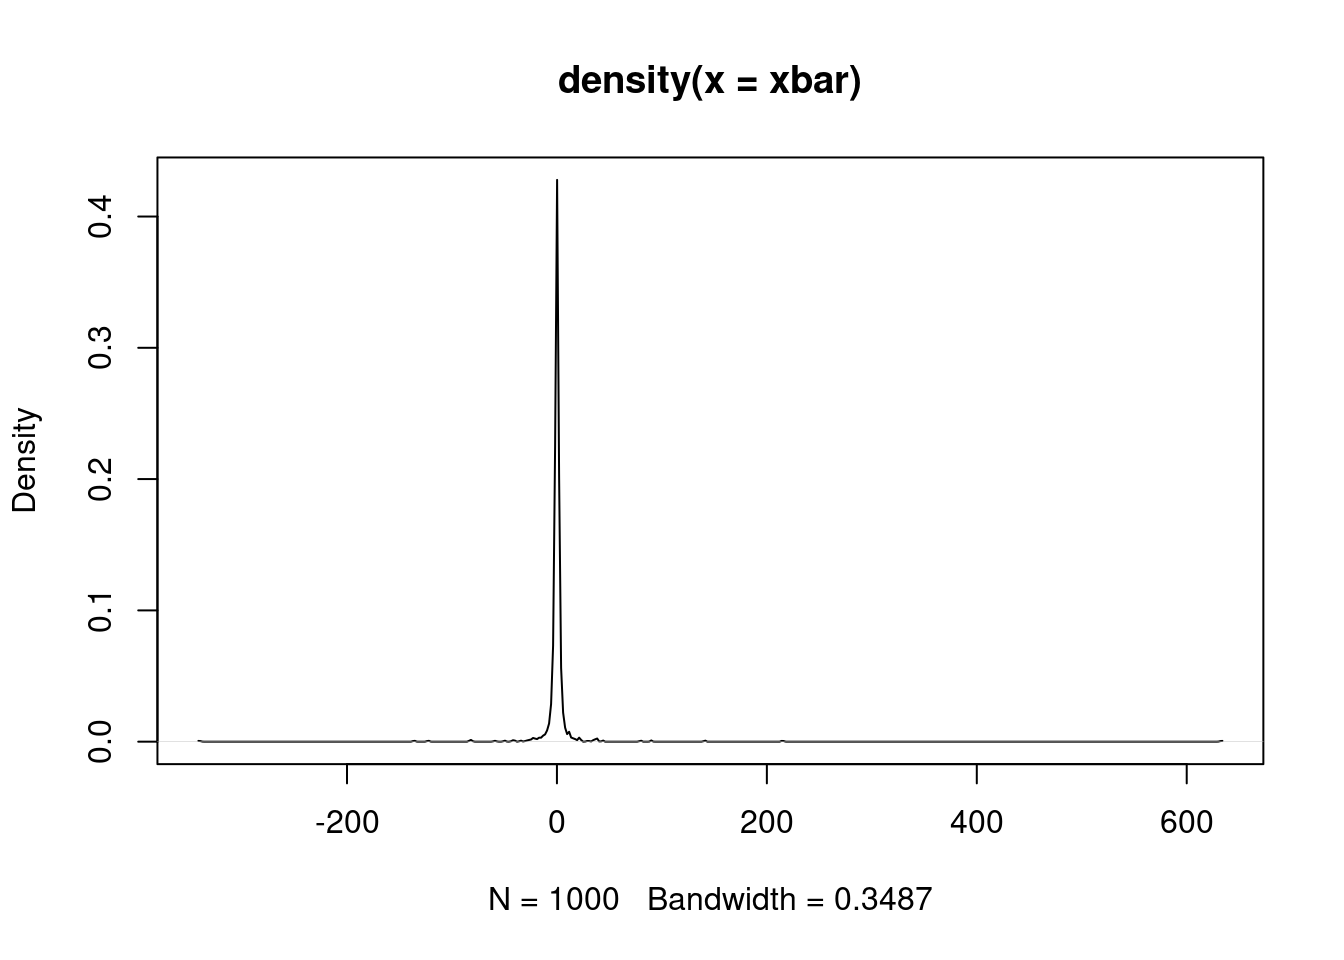 density(x = xbar)
Density
0.4
0.3
0.2
0.1
0.0
-200 0 200 400 600
N = 1000 Bandwidth = 0.3487